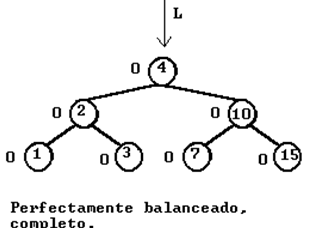 L
0 4
0 2 0 10
0 1 0 3 0 7 0 15
Perfectamente balanceado,
completo.